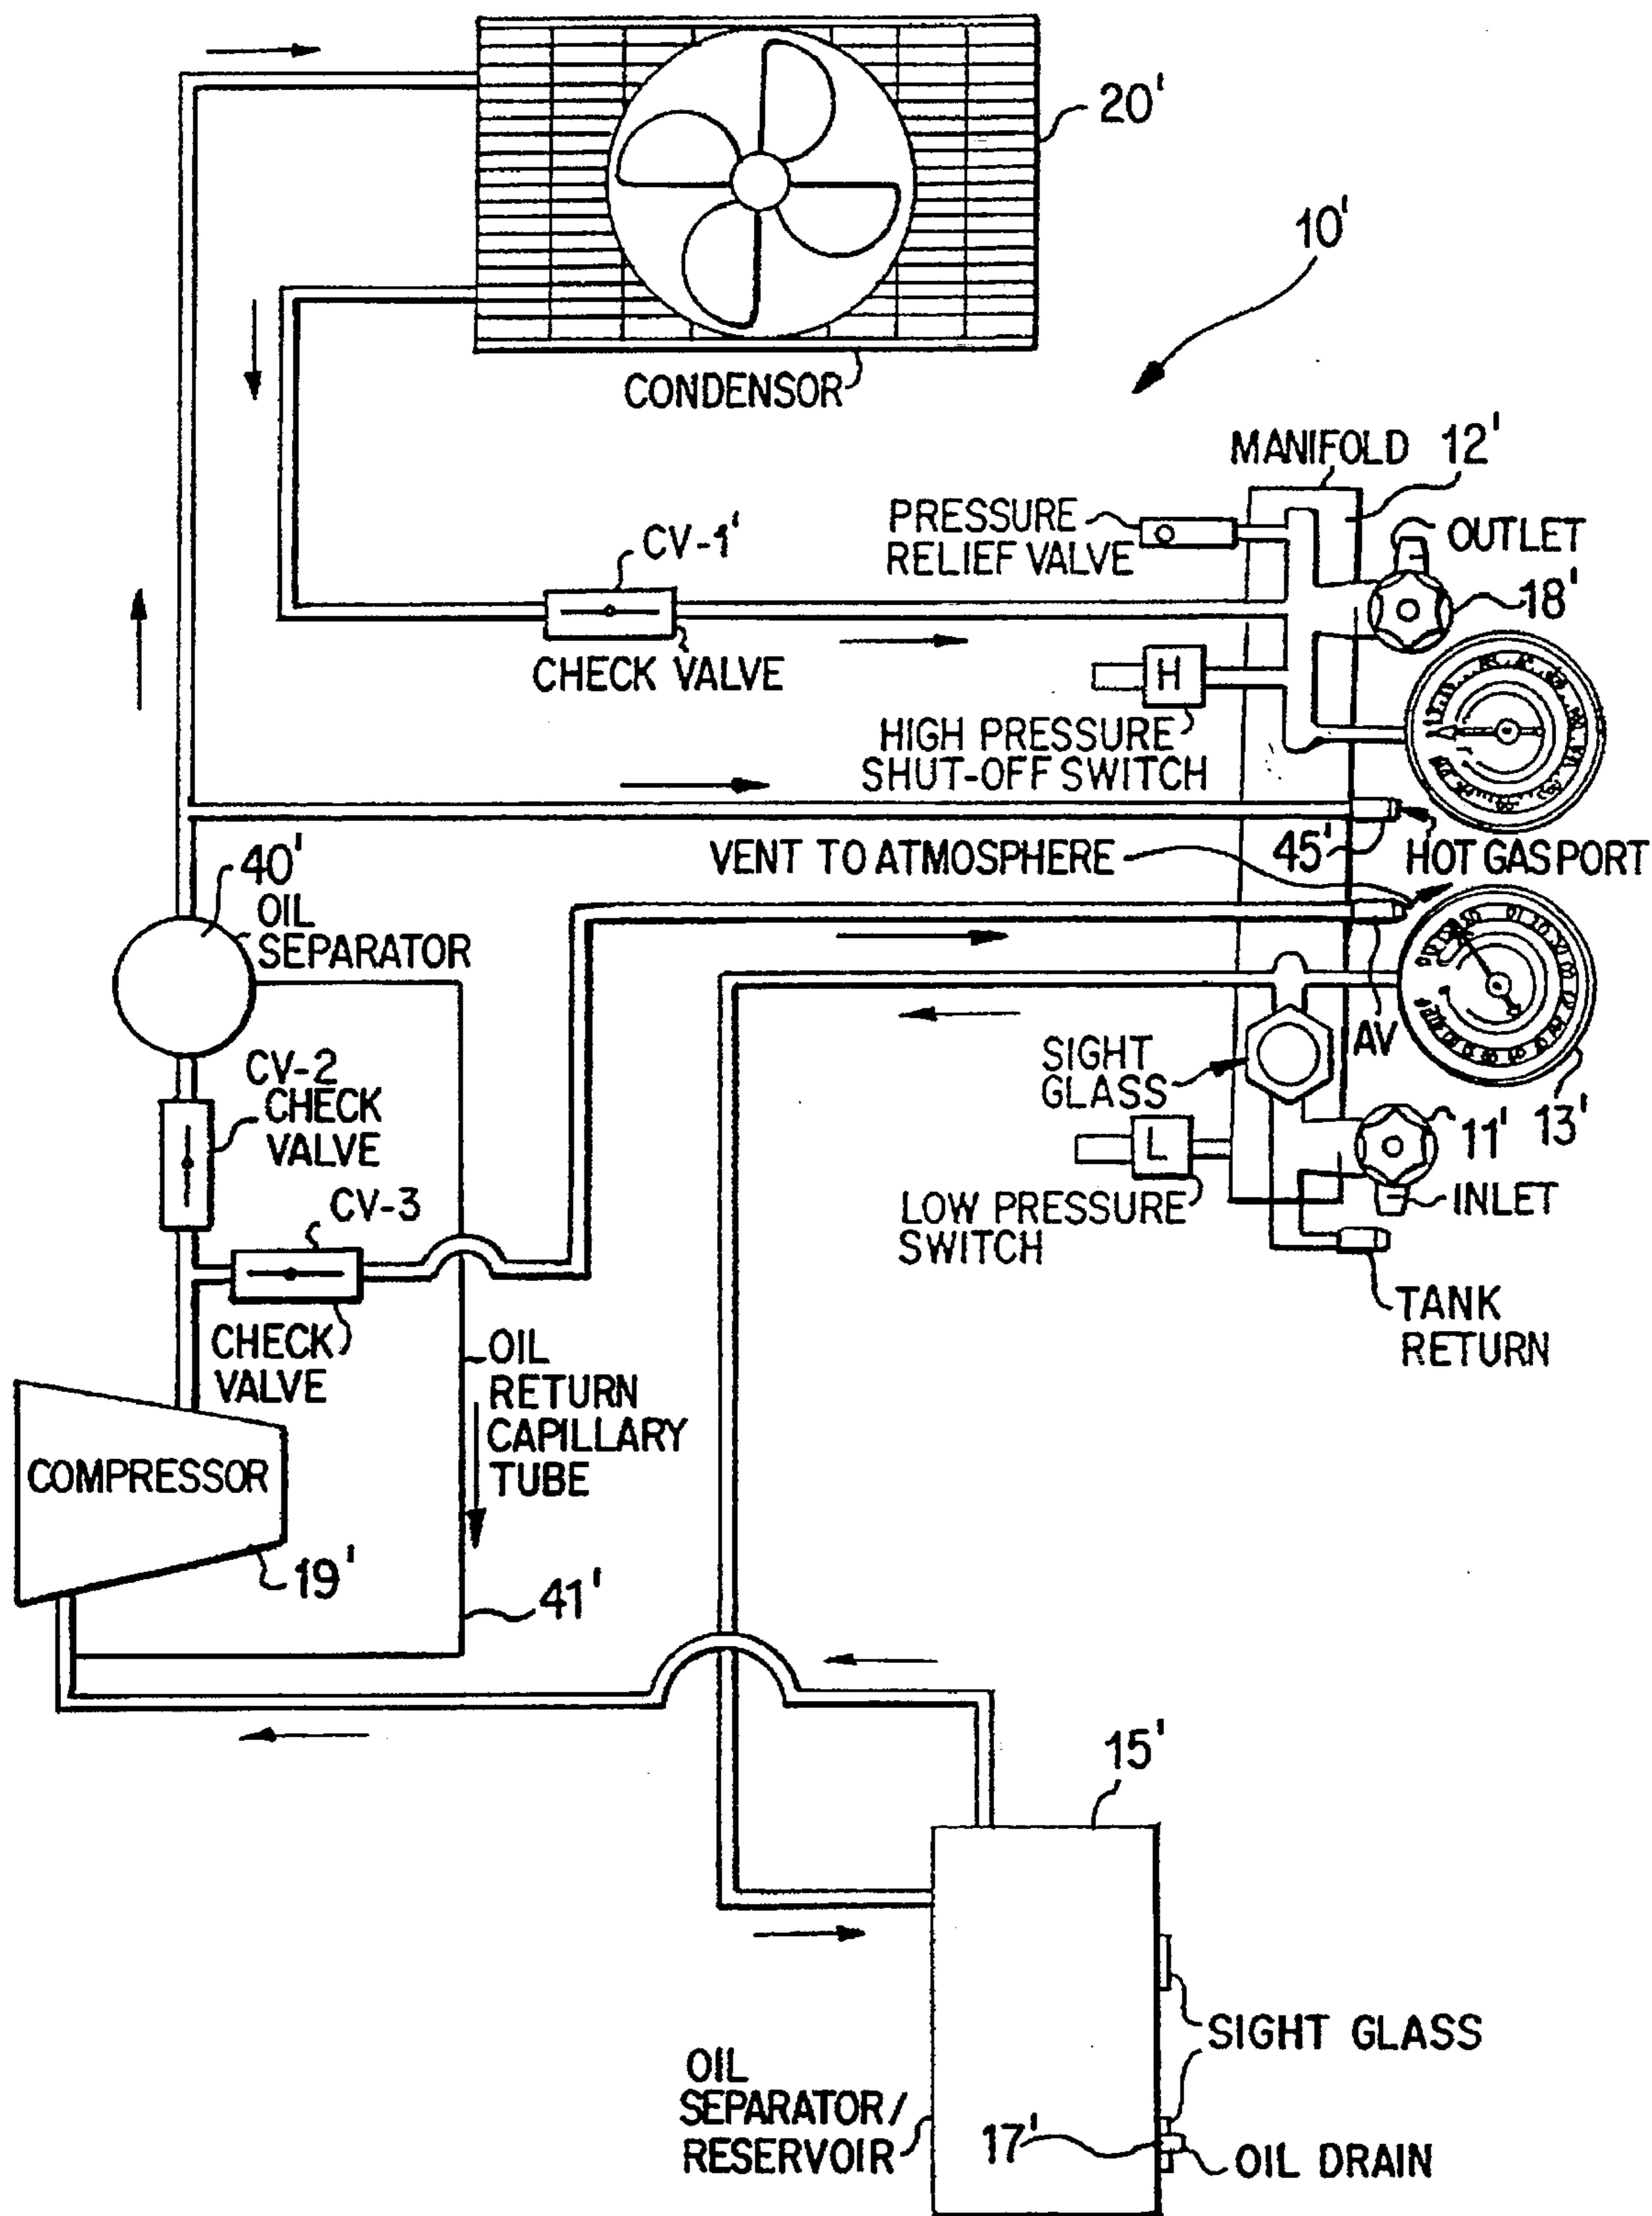 20'
10'
CONDENSOR
MANIFOLD 12'
PRESSURE
RELIEF VALVE
OUTLET
18'
CV-1'
CHECK VALVE
H
HIGH PRESSURE
SHUT-OFF SWITCH
VENT TO ATMOSPHERE
45'
HOT GAS PORT
40'
OIL
SEPARATOR
CV-2
CHECK
VALVE
SIGHT
GLASS
AV
13'
11'
L
INLET
LOW PRESSURE
SWITCH
TANK
RETURN
CV-3
CHECK
VALVE
OIL
RETURN
CAPILLARY
TUBE
COMPRESSOR
19'
41'
15'
SIGHT GLASS
OIL
SEPARATOR/
RESERVOIR
17'
OIL DRAIN